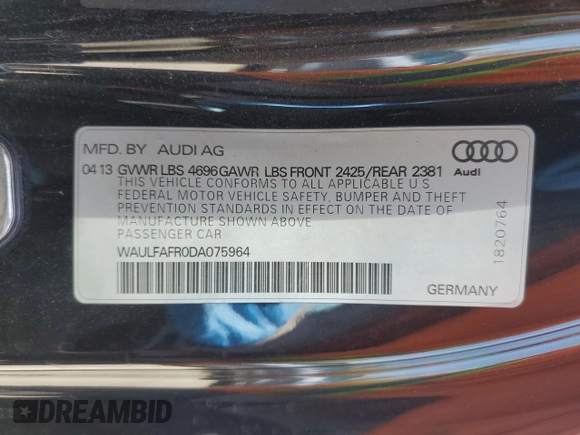 MFD. BY AUDI AG
04 13 GVWR LBS 4696 GAWR LBS FRONT 2425/REAR 2381
Audi
THIS VEHICLE CONFORMS TO ALL APPLICABLE U S
FEDERAL MOTOR VEHICLE SAFETY, BUMPER AND THEFT
PREVENTION STANDARDS IN EFFECT ON THE DATE OF
MANUFACTURE SHOWN ABOVE
PASSENGER CAR
WAULFAFR0DA075964
1820764
GERMANY
DREAMBID